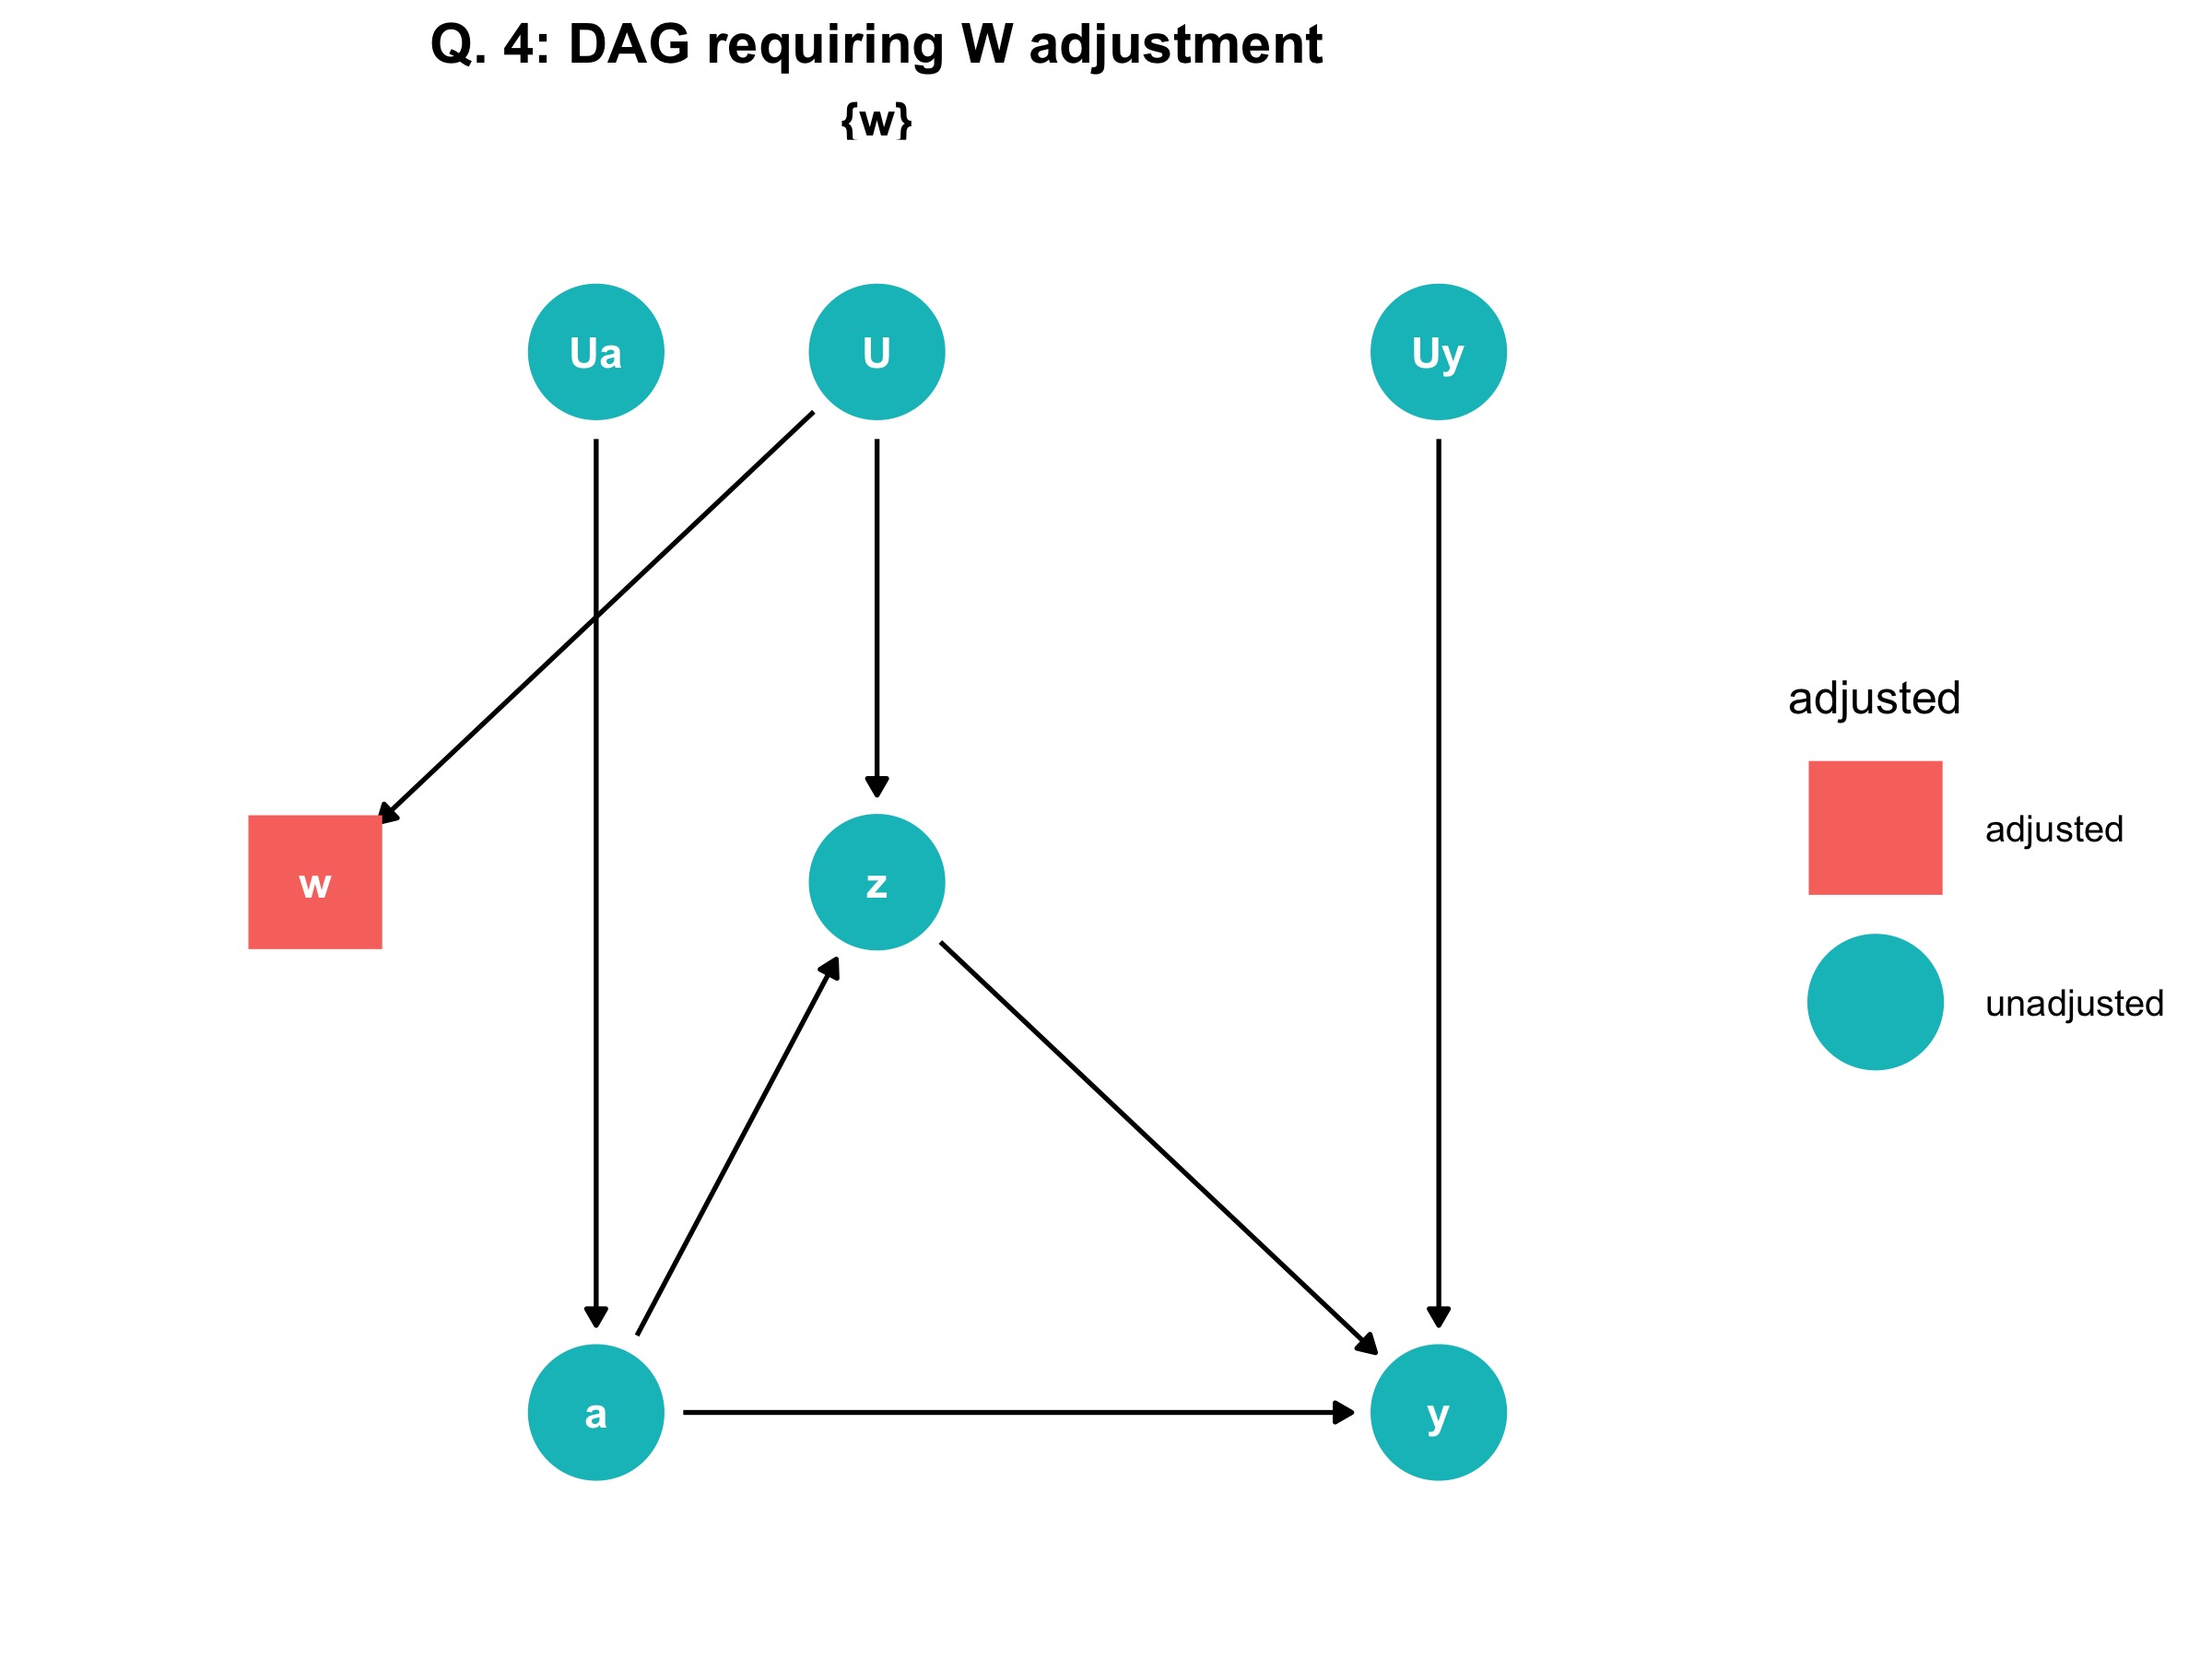 Q. 4: DAG requiring W adjustment
{w}
Ua
U
Uy
w
z
a
y
adjusted
adjusted
unadjusted